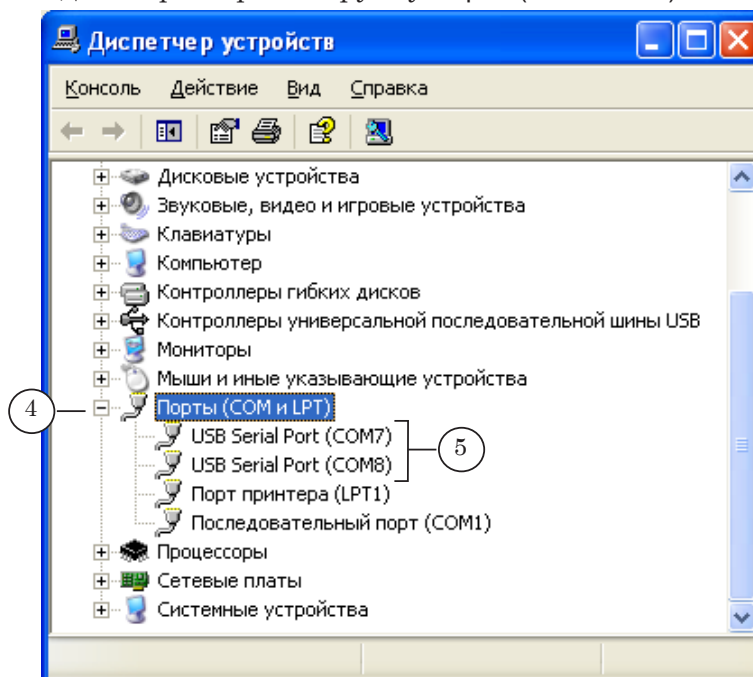 Диспетчер устройств
Консоль Действие Вид Справка
Дисковые устройства
Звуковые, видео и игровые устройства
Клавиатуры
Компьютер
Контроллеры гибких дисков
Контроллеры универсальной последовательной шины USB
Мониторы
Мыши и иные указывающие устройства
4 Порты (COM и LPT)
USB Serial Port (COM7)
5
USB Serial Port (COM8)
Порт принтера (LPT1)
Последовательный порт (COM1)
Процессоры
Сетевые платы
Системные устройства